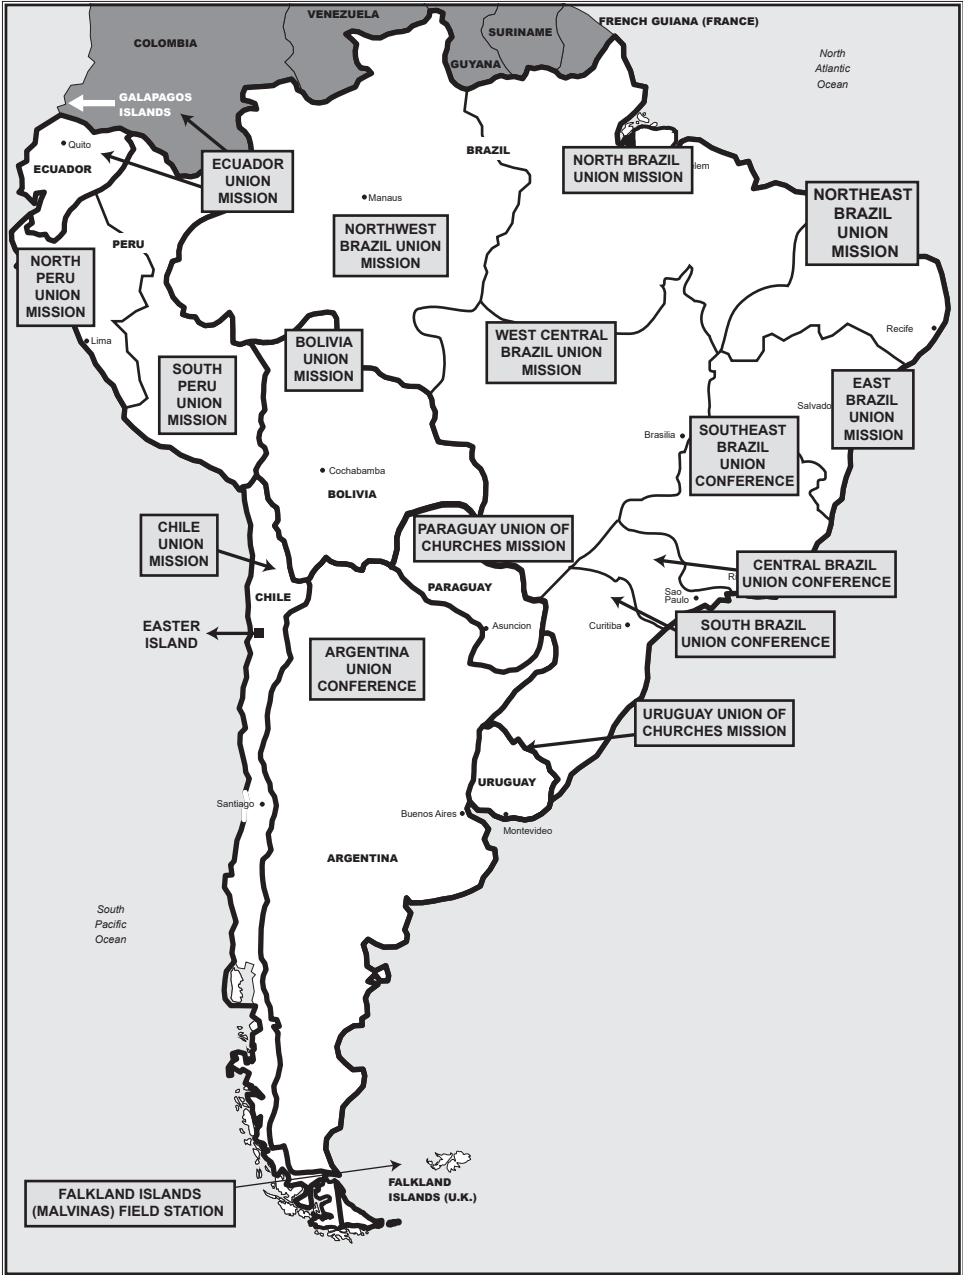 VENEZUELA
FRENCH GUIANA (FRANCE)
SURINAME
COLOMBIA
GUYANA
North
Atlantic
Ocean
GALAPAGOS
ISLANDS
Quito
ECUADOR
ECUADOR
UNION
MISSION
BRAZIL
NORTH BRAZIL
UNION MISSION
lem
Manaus
NORTHEAST
BRAZIL
UNION
MISSION
NORTHWEST
BRAZIL UNION
MISSION
PERU
NORTH
PERU
UNION
MISSION
Lima
BOLIVIA
UNION
MISSION
WEST CENTRAL
BRAZIL UNION
MISSION
Recife
SOUTH
PERU
UNION
MISSION
EAST
BRAZIL
UNION
MISSION
Salvado
Brasilia
SOUTHEAST
BRAZIL
UNION
CONFERENCE
Cochabamba
BOLIVIA
CHILE
UNION
MISSION
PARAGUAY UNION OF
CHURCHES MISSION
CENTRAL BRAZIL
UNION CONFERENCE
Ri
CHILE
PARAGUAY
Sao
Paulo
EASTER
ISLAND
Asuncion
Curitiba
SOUTH BRAZIL
UNION CONFERENCE
ARGENTINA
UNION
CONFERENCE
URUGUAY UNION OF
CHURCHES MISSION
URUGUAY
Santiago
Buenos Aires
Montevideo
ARGENTINA
South
Pacific
Ocean
FALKLAND
ISLANDS (U.K.)
FALKLAND ISLANDS
(MALVINAS) FIELD STATION